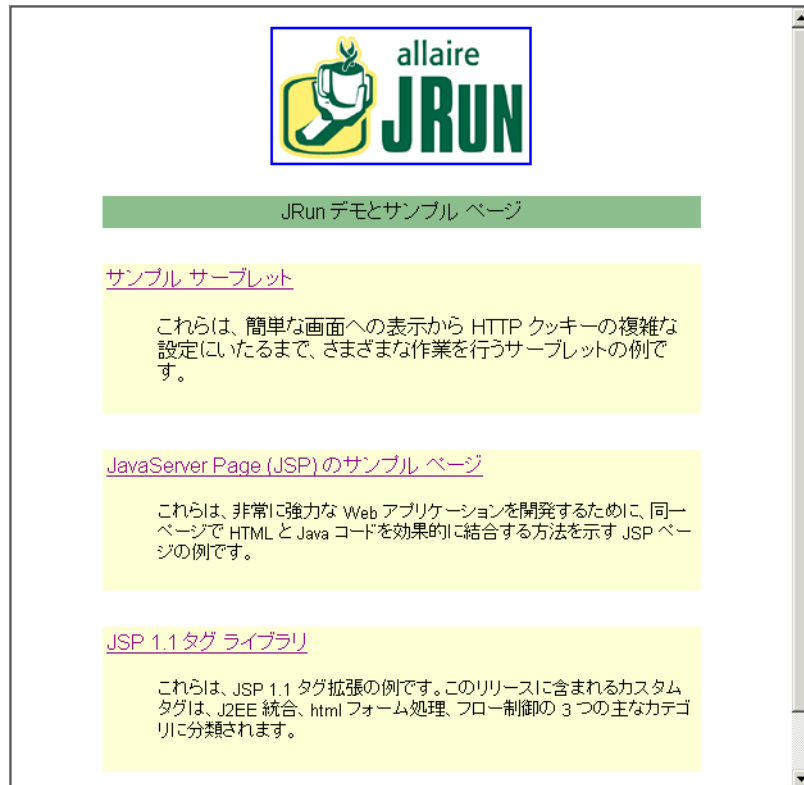 allaire
JRUN
JRun デモとサンプル ページ
サンプル サーブレット
これらは、簡単な画面への表示から HTTP クッキーの複雑な
設定にいたるまで、さまざまな作業を行うサーブレットの例で
す。
JavaServer Page (JSP) のサンプル ページ
これらは、非常に強力な Web アプリケーションを開発するために、同一
ページで HTML と Java コードを効果的に結合する方法を示す JSP ペー
ジの例です。
JSP 1.1 タグ ライブラリ
これらは、JSP 1.1 タグ拡張の例です。このリリースに含まれるカスタム
タグは、J2EE 統合、html フォーム処理、フロー制御の 3 つの主なカテゴ
リに分類されます。